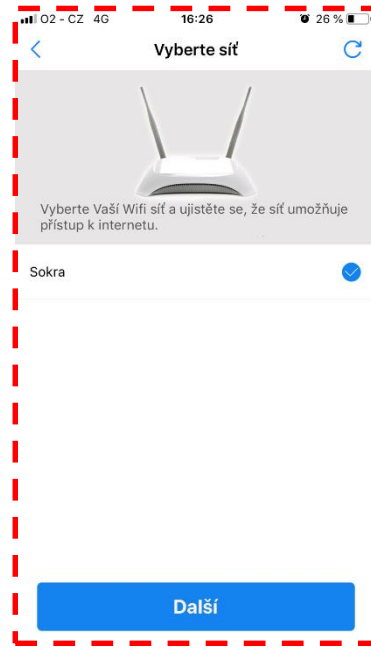 O2 - CZ 4G 16:26 26 %
Vyberte síť
Vyberte Vaší Wifi síť a ujistěte se, že síť umožňuje
přístup k internetu.
Sokra
Další